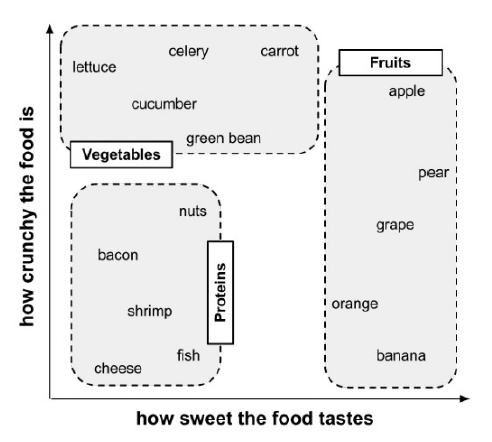 celery
carrot
lettuce
Fruits
apple
cucumber
green bean
Vegetables
pear
nuts
grape
bacon
Proteins
orange
shrimp
fish
banana
cheese
how crunchy the food is
how sweet the food tastes